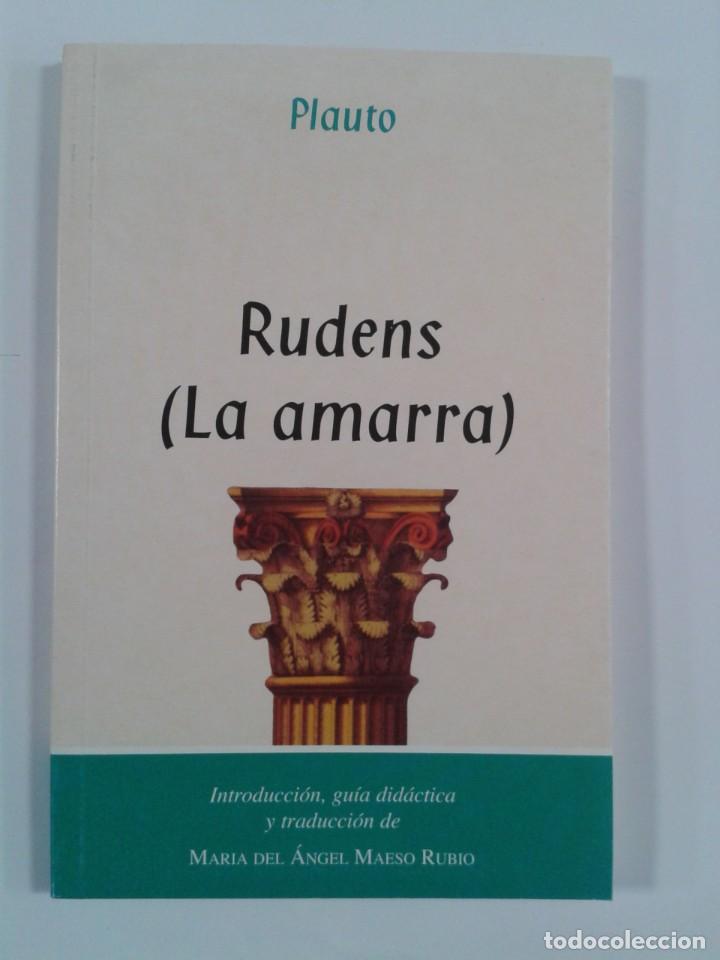 Plauto
Rudens
(La amarra)
Introducción, guía didáctica
y traducción de
MARIA DEL ÁNGEL MAESO RUBIO
todocoleccion